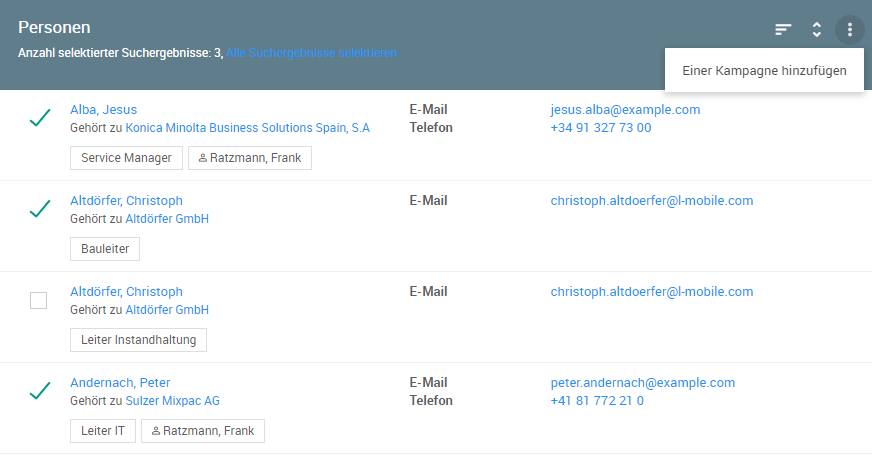 Personen
Anzahl selektierter Suchergebnisse: 3, Alle Suchergebnisse selektieren
Einer Kampagne hinzufügen
Alba, Jesus E-Mail jesus.alba@example.com
Gehört zu Konica Minolta Business Solutions Spain, S.A Telefon +34 91 327 73 00
Service Manager Ratzmann, Frank
Altdörfer, Christoph E-Mail christoph.altdoerfer@l-mobile.com
Gehört zu Altdörfer GmbH
Bauleiter
Altdörfer, Christoph E-Mail christoph.altdoerfer@l-mobile.com
Gehört zu Altdörfer GmbH
Leiter Instandhaltung
Andernach, Peter E-Mail peter.andernach@example.com
Gehört zu Sulzer Mixpac AG Telefon +41 81 772 21 0
Leiter IT Ratzmann, Frank